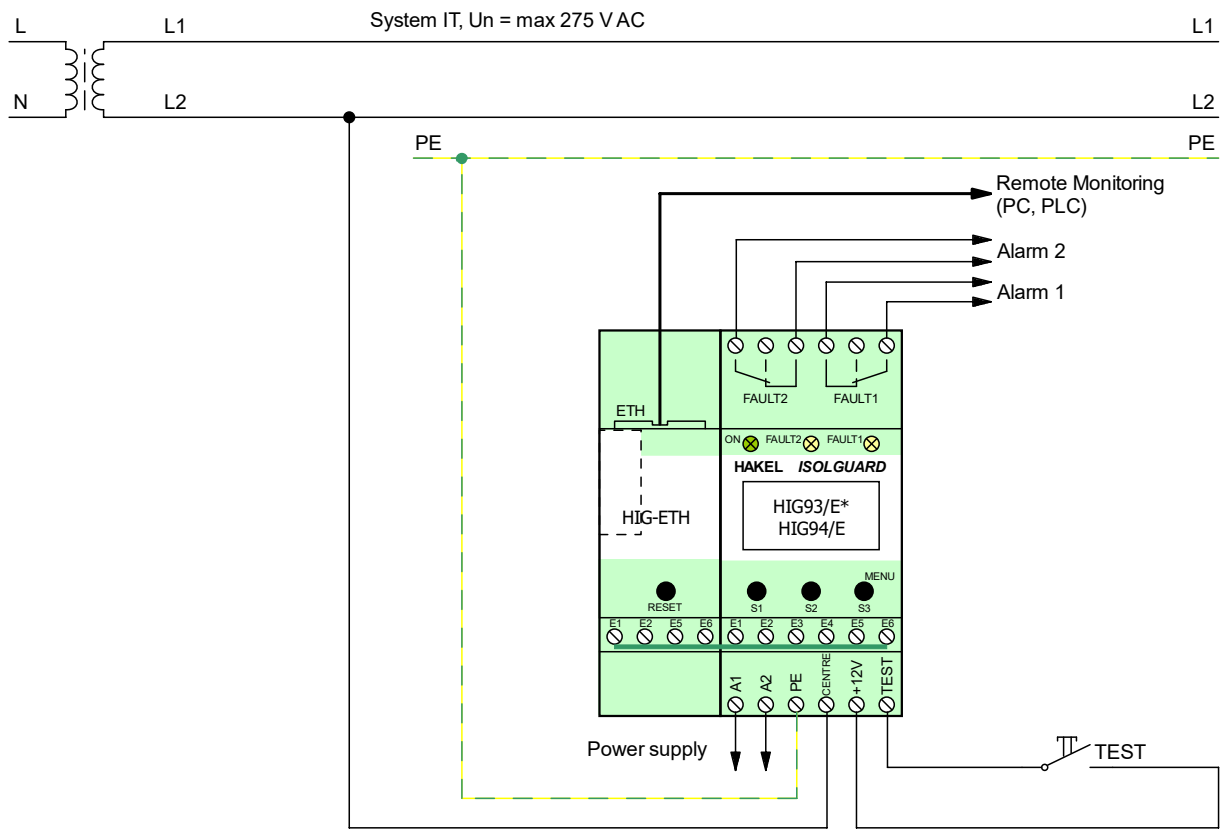 L L1 System IT, Un = max 275 V AC L1
N L2 L2
PE PE
Remote Monitoring
(PC, PLC)
Alarm 2
Alarm 1
FAULT2 FAULT1
ETH
ON FAULT2 FAULT1
HAKEL ISOLGUARD
HIG93/E*
HIG94/E
HIG-ETH
MENU
RESET S1 S2 S3
E1 E2 E5 E6 E1 E2 E3 E4 E5 E6
A1 A2 PE CENTRE +12V TEST
Power supply
TEST